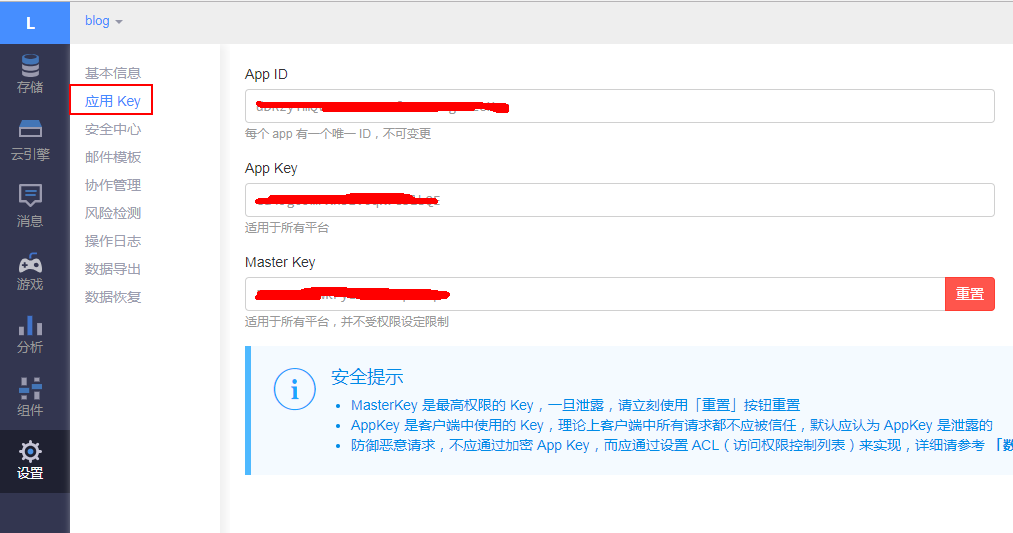 L
blog
存储
云引擎
消息
游戏
分析
组件
设置
基本信息
应用 Key
安全中心
邮件模板
协作管理
风险检测
操作日志
数据导出
数据恢复
App ID
每个 app 有一个唯一 ID，不可变更
App Key
适用于所有平台
Master Key
重置
适用于所有平台，并不受权限设定限制
安全提示
MasterKey 是最高权限的 Key，一旦泄露，请立刻使用「重置」按钮重置
AppKey 是客户端中使用的 Key，理论上客户端中所有请求都不应被信任，默认应认为 AppKey 是泄露的
防御恶意请求，不应通过加密 App Key，而应通过设置 ACL（访问权限控制列表）来实现，详细请参考「数